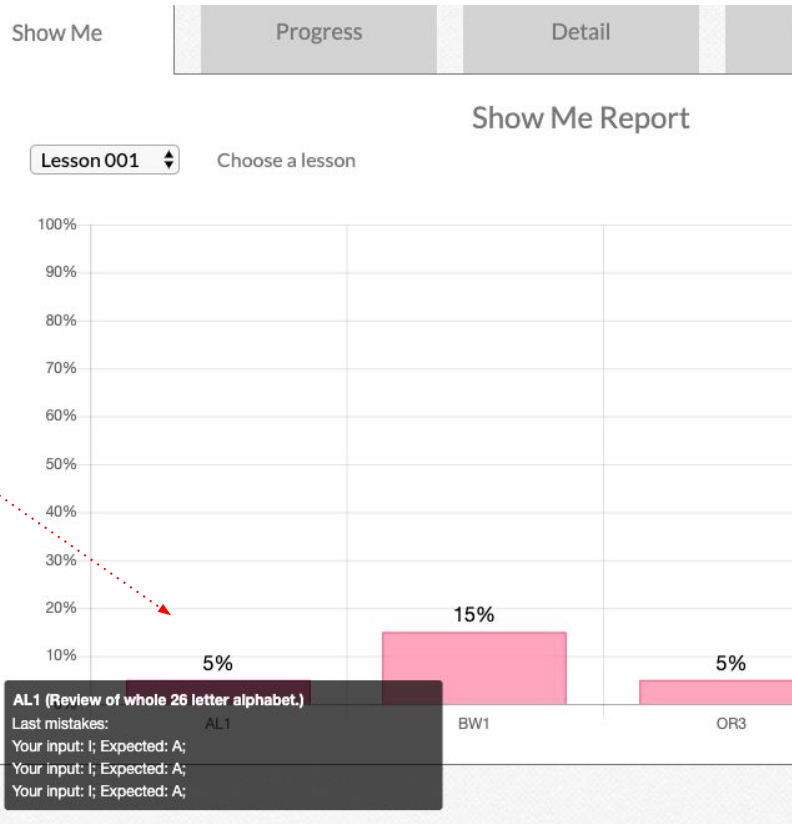 Show Me Progress Detail
Show Me Report
Lesson 001 Choose a lesson
100%
90%
80%
70%
60%
50%
40%
30%
20%
15%
10%
5% 5%
AL1 (Review of whole 26 letter alphabet.)
Last mistakes:
AL1 BW1 OR3
Your input: I; Expected: A;
Your input: I; Expected: A;
Your input: I; Expected: A;